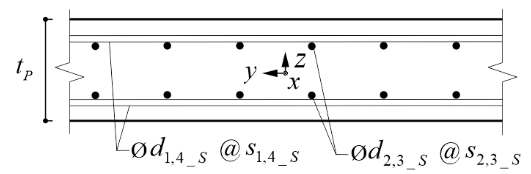 t_P
z
y
x
Ød_{1,4_S} @ s_{1,4_S}
Ød_{2,3_S} @ s_{2,3_S}